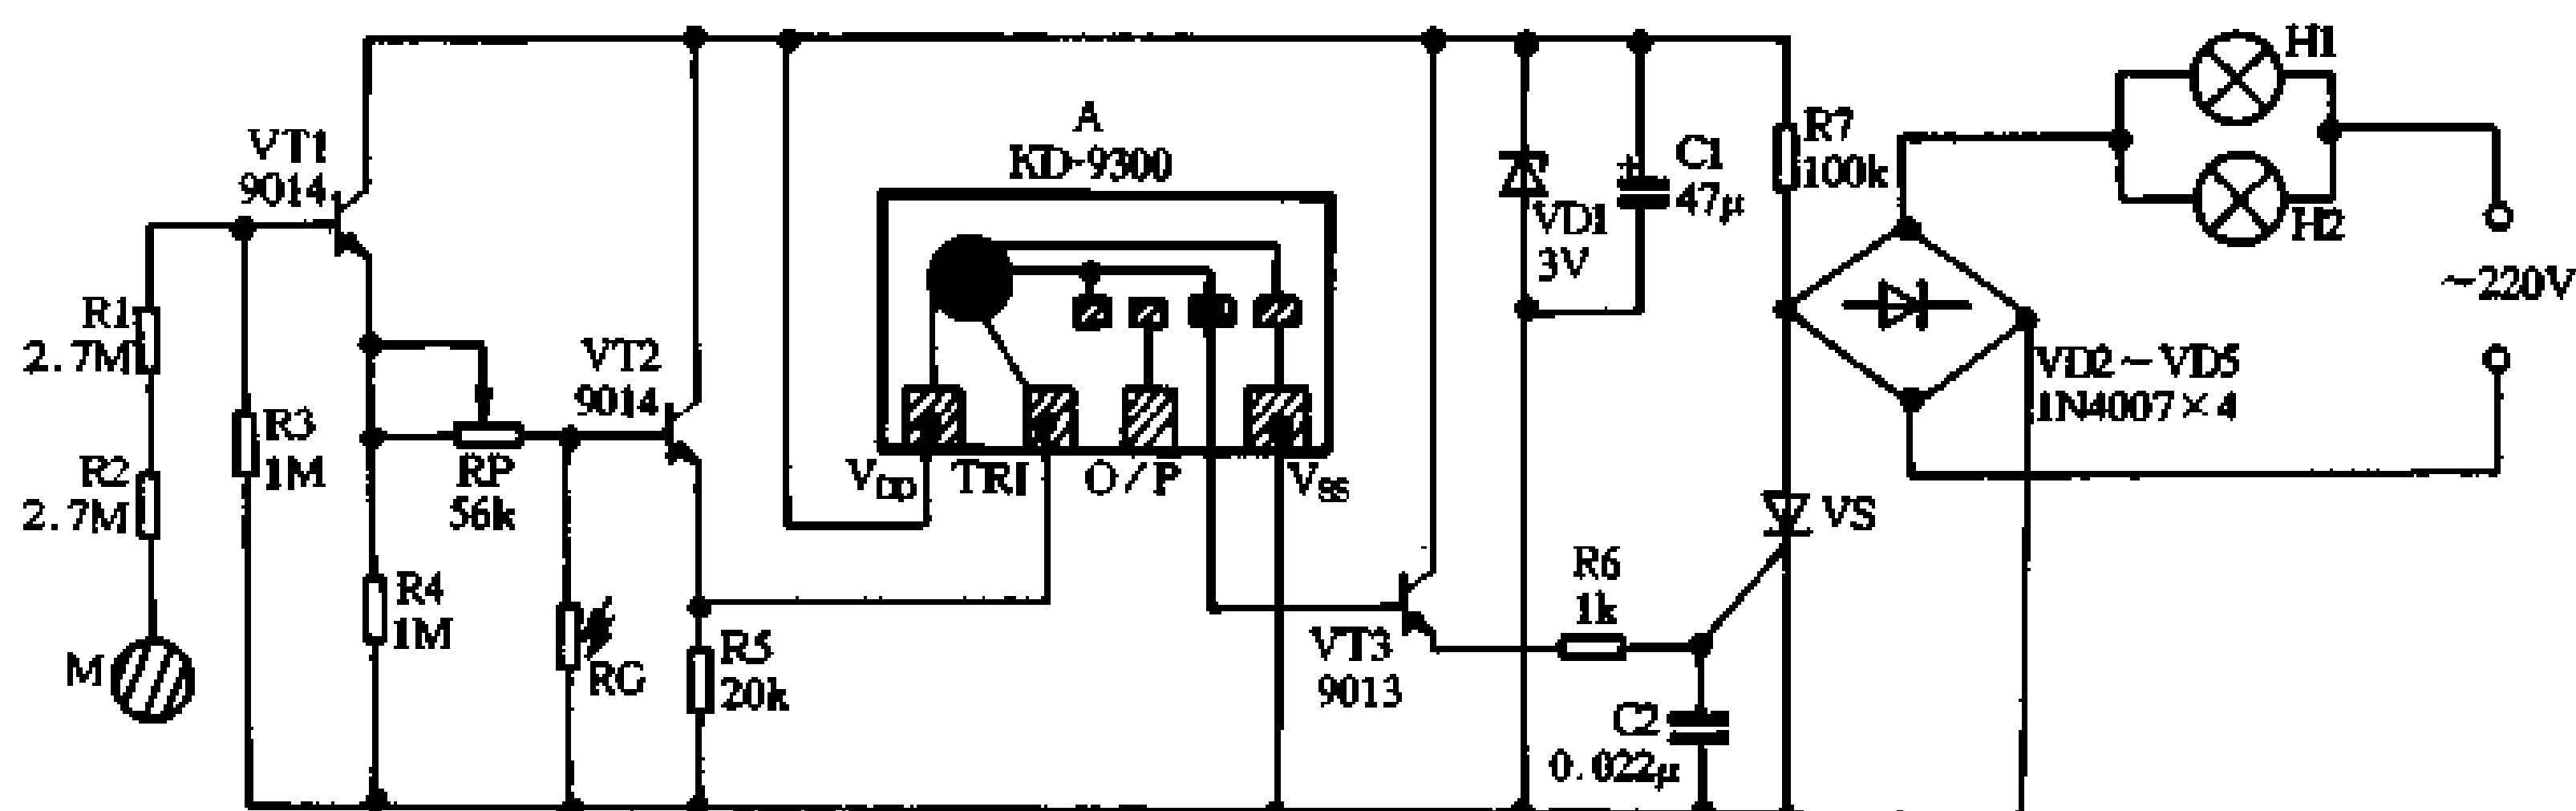 VT1
9014
R1
2.7M
R2
2.7M
M
R3
1M
RP
56k
R4
1M
RG
VT2
9014
R5
20k
A
KD-9300
V_DD TRI O/P V_SS
VT3
9013
VD1
3V
C1
47μ
R6
1k
C2
0.022μ
R7
100k
VS
VD2～VD5
1N4007×4
H1
H2
～220V